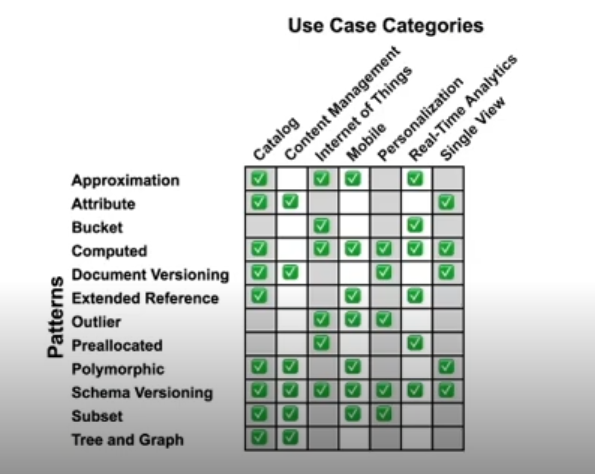 Use Case Categories
Catalog
Content Management
Internet of Things
Mobile
Personalization
Real-Time Analytics
Single View
Patterns
Approximation
Attribute
Bucket
Computed
Document Versioning
Extended Reference
Outlier
Preallocated
Polymorphic
Schema Versioning
Subset
Tree and Graph